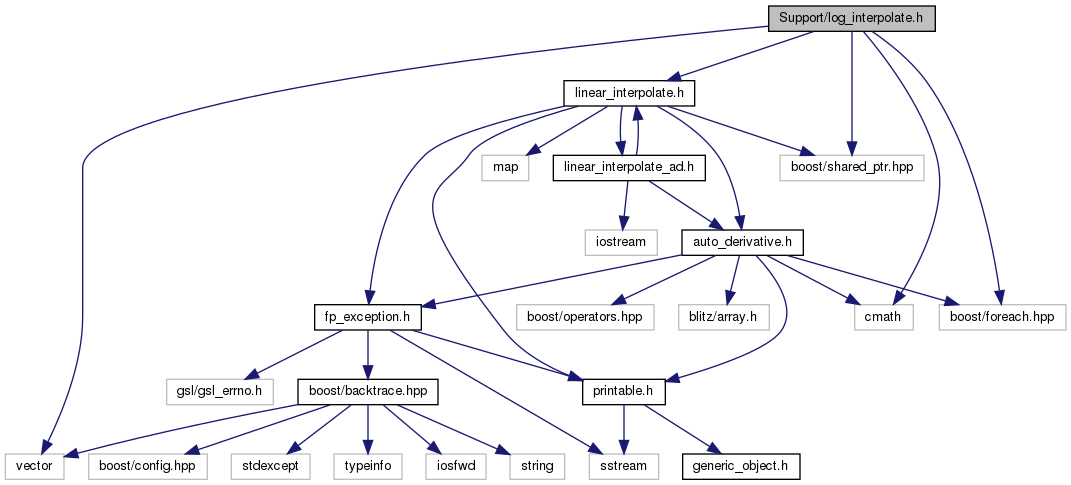 Support/log_interpolate.h
linear_interpolate.h
map
linear_interpolate_ad.h
boost/shared_ptr.hpp
iostream
auto_derivative.h
fp_exception.h
boost/operators.hpp
blitz/array.h
cmath
boost/foreach.hpp
gsl/gsl_errno.h
boost/backtrace.hpp
printable.h
vector
boost/config.hpp
stdexcept
typeinfo
iosfwd
string
sstream
generic_object.h